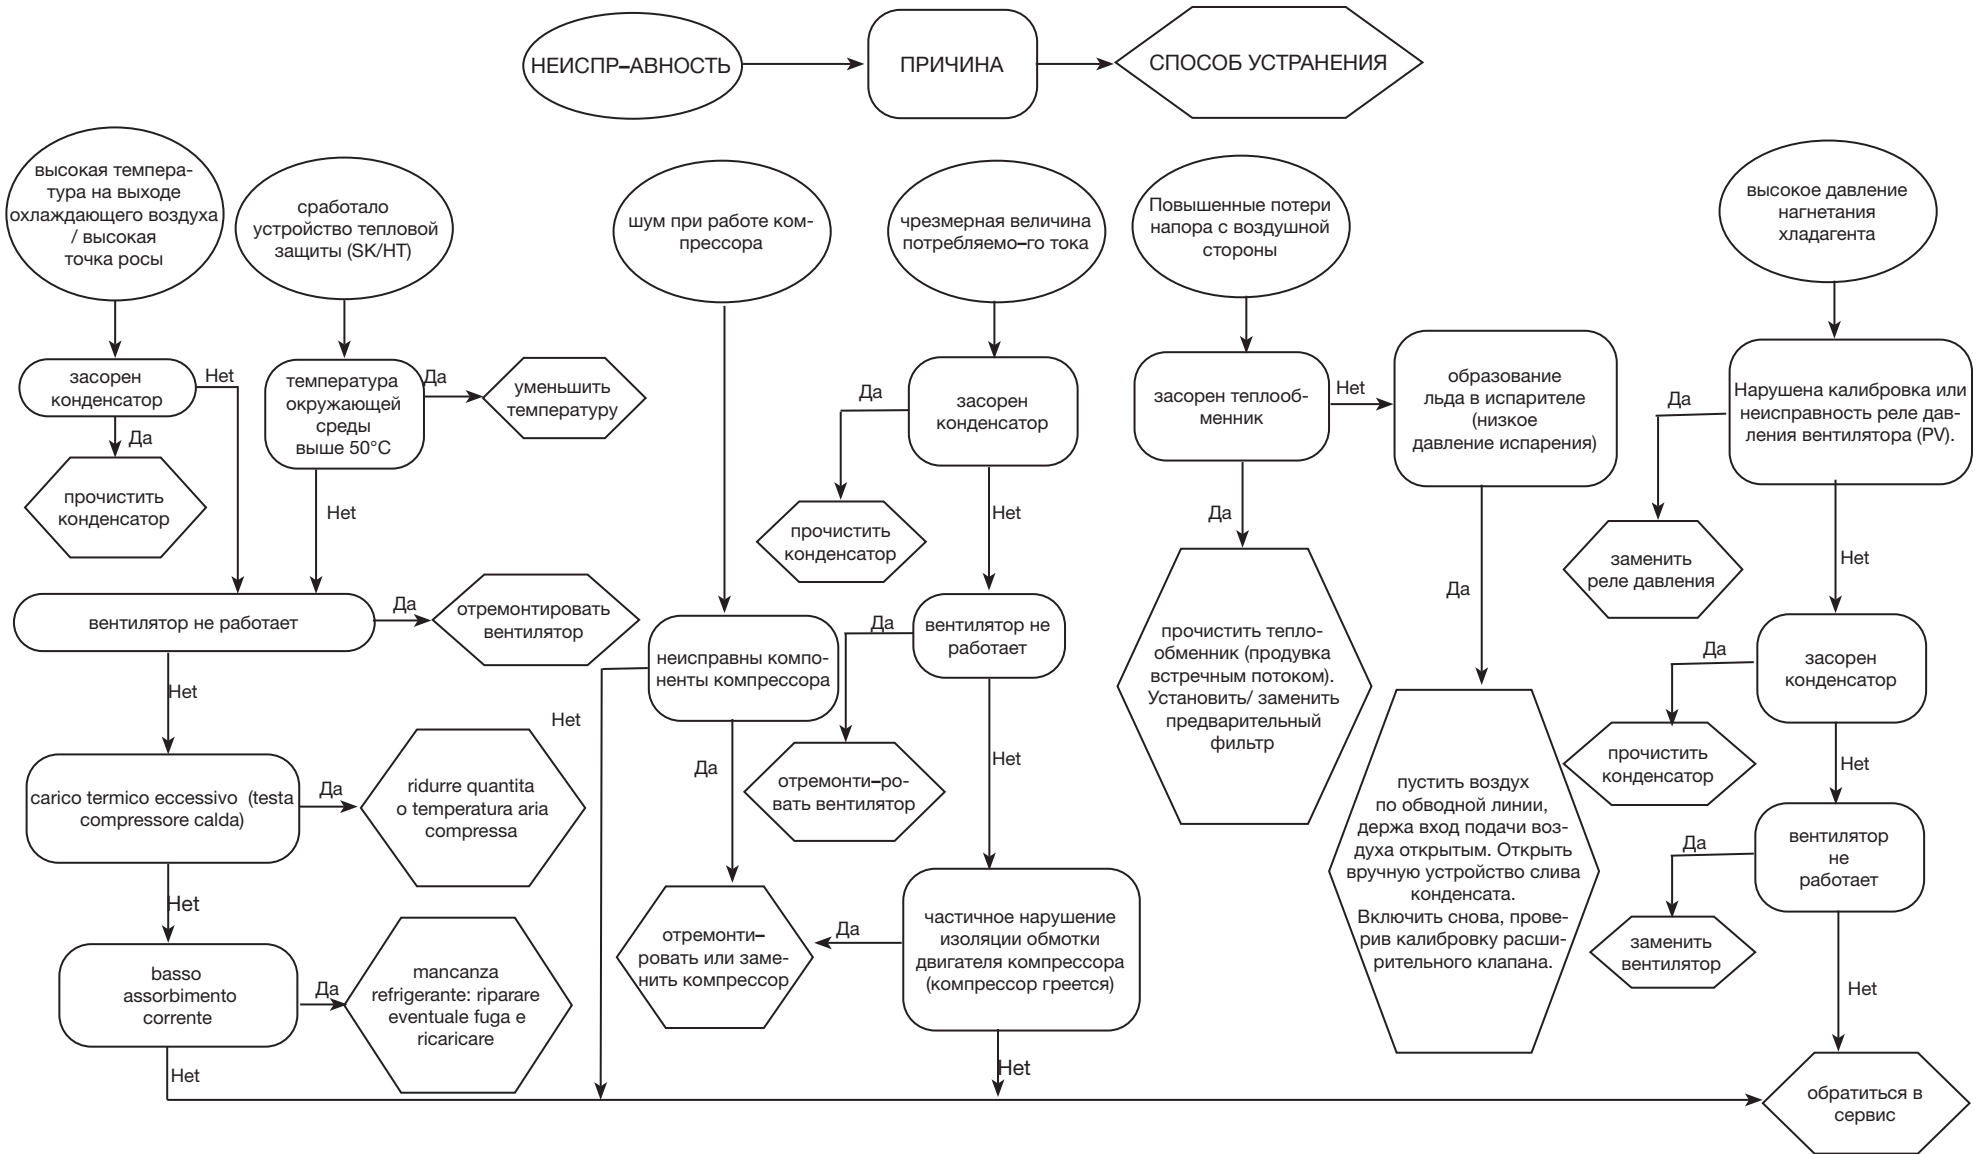 НЕИСПР–АВНОСТЬ
ПРИЧИНА
СПОСОБ УСТРАНЕНИЯ
высокая темпера-
тура на выходе
охлаждающего воздуха
/ высокая
точка росы
сработало
устройство тепловой
защиты (SK/HT)
шум при работе ком-
прессора
чрезмерная величина
потребляемо–го тока
Повышенные потери
напора с воздушной
стороны
высокое давление
нагнетания
хладагента
засорен
конденсатор
Нет
Да
прочистить
конденсатор
температура
окружающей
среды
выше 50°C
Да
уменьшить
температуру
Нет
вентилятор не работает
Да
отремонтировать
вентилятор
Нет
carico termico eccessivo (testa
compressore calda)
Да
ridurre quantita
o temperatura aria
compressa
Нет
basso
assorbimento
corrente
Да
mancanza
refrigerante: riparare
eventuale fuga e
ricaricare
Нет
неисправны компо-
ненты компрессора
Нет
Да
отремонти–
ровать или заме-
нить компрессор
засорен
конденсатор
Да
прочистить
конденсатор
Нет
вентилятор не
работает
Да
отремонти–ро-
вать вентилятор
Нет
частичное нарушение
изоляции обмотки
двигателя компрессора
(компрессор греется)
Да
Нет
засорен теплооб-
менник
Нет
Да
прочистить тепло-
обменник (продувка
встречным потоком).
Установить/ заменить
предварительный
фильтр
образование
льда в испарителе
(низкое
давление испарения)
Да
пустить воздух
по обводной линии,
держа вход подачи воз-
духа открытым. Открыть
вручную устройство слива
конденсата.
Включить снова, прове-
рив калибровку расши-
рительного клапана.
Нарушена калибровка или
неисправность реле дав-
ления вентилятора (PV).
Да
заменить
реле давления
Нет
засорен
конденсатор
Да
прочистить
конденсатор
Нет
вентилятор
не
работает
Да
заменить
вентилятор
Нет
обратиться в
сервис